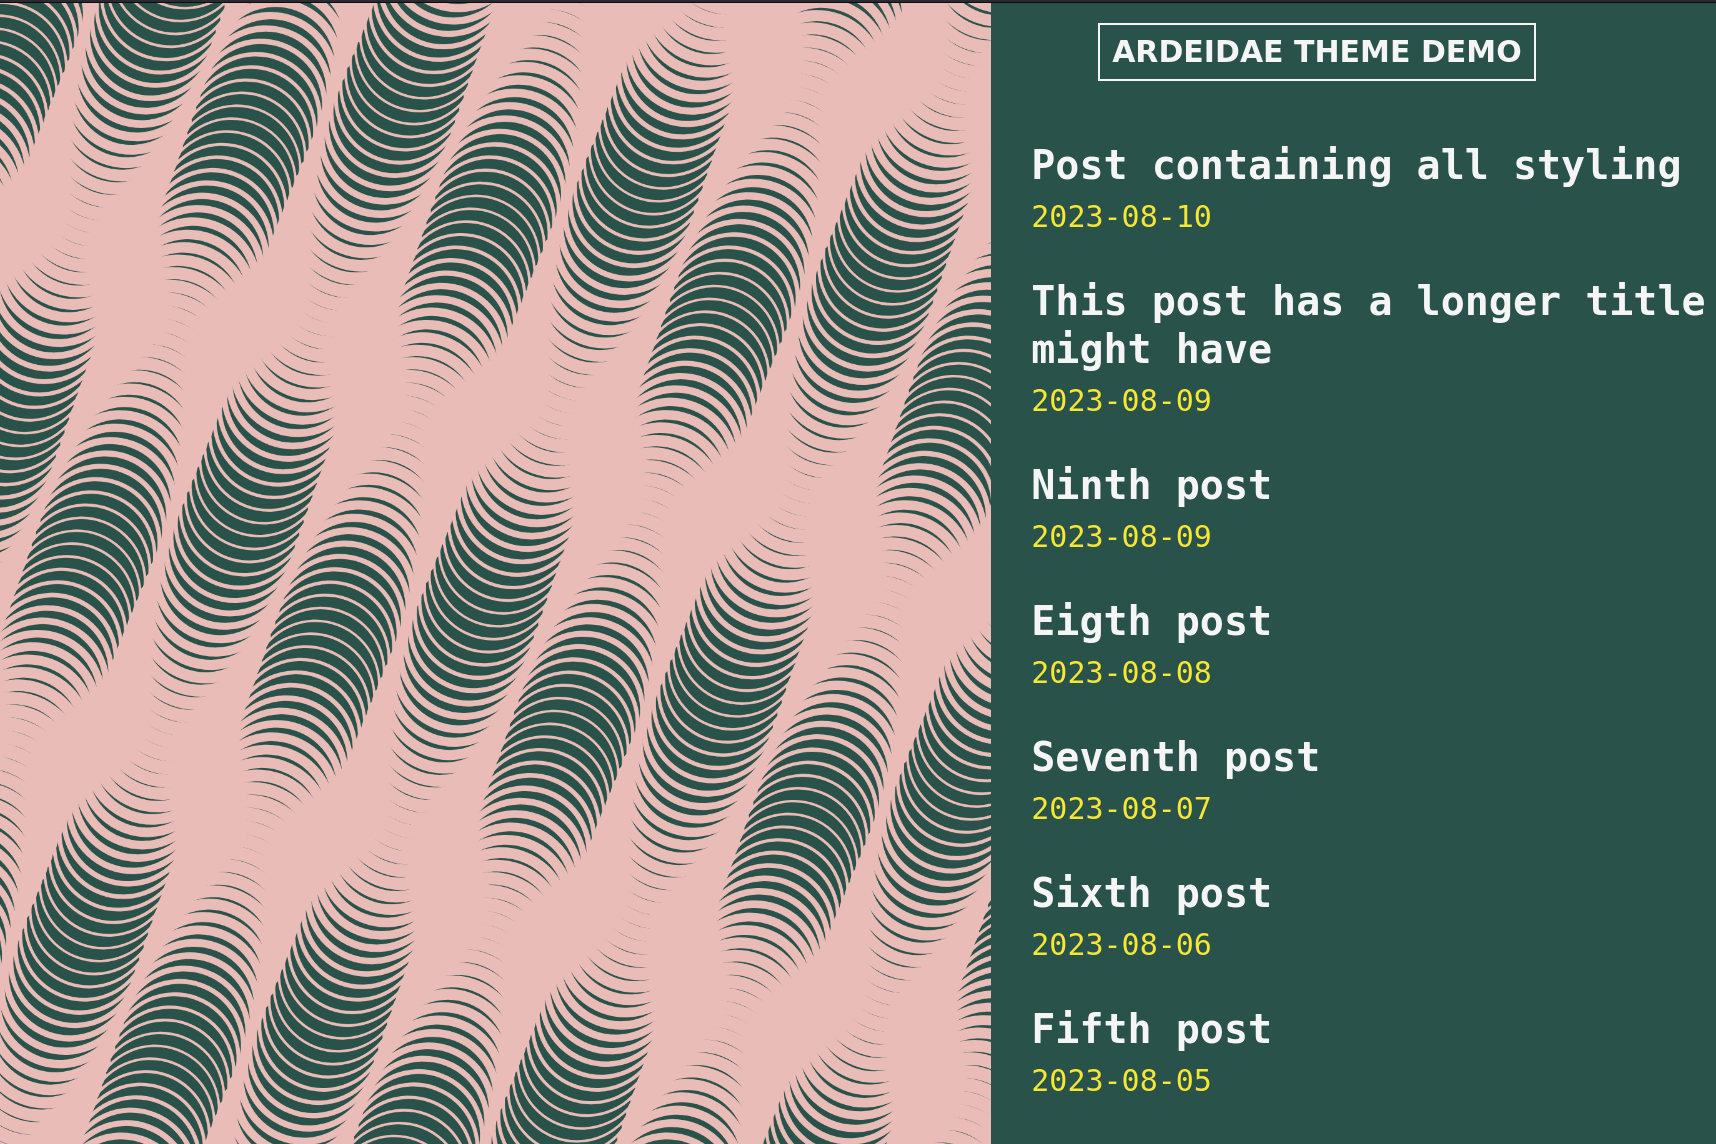 ARDEIDAE THEME DEMO
Post containing all styling
2023-08-10
This post has a longer title
might have
2023-08-09
Ninth post
2023-08-09
Eigth post
2023-08-08
Seventh post
2023-08-07
Sixth post
2023-08-06
Fifth post
2023-08-05